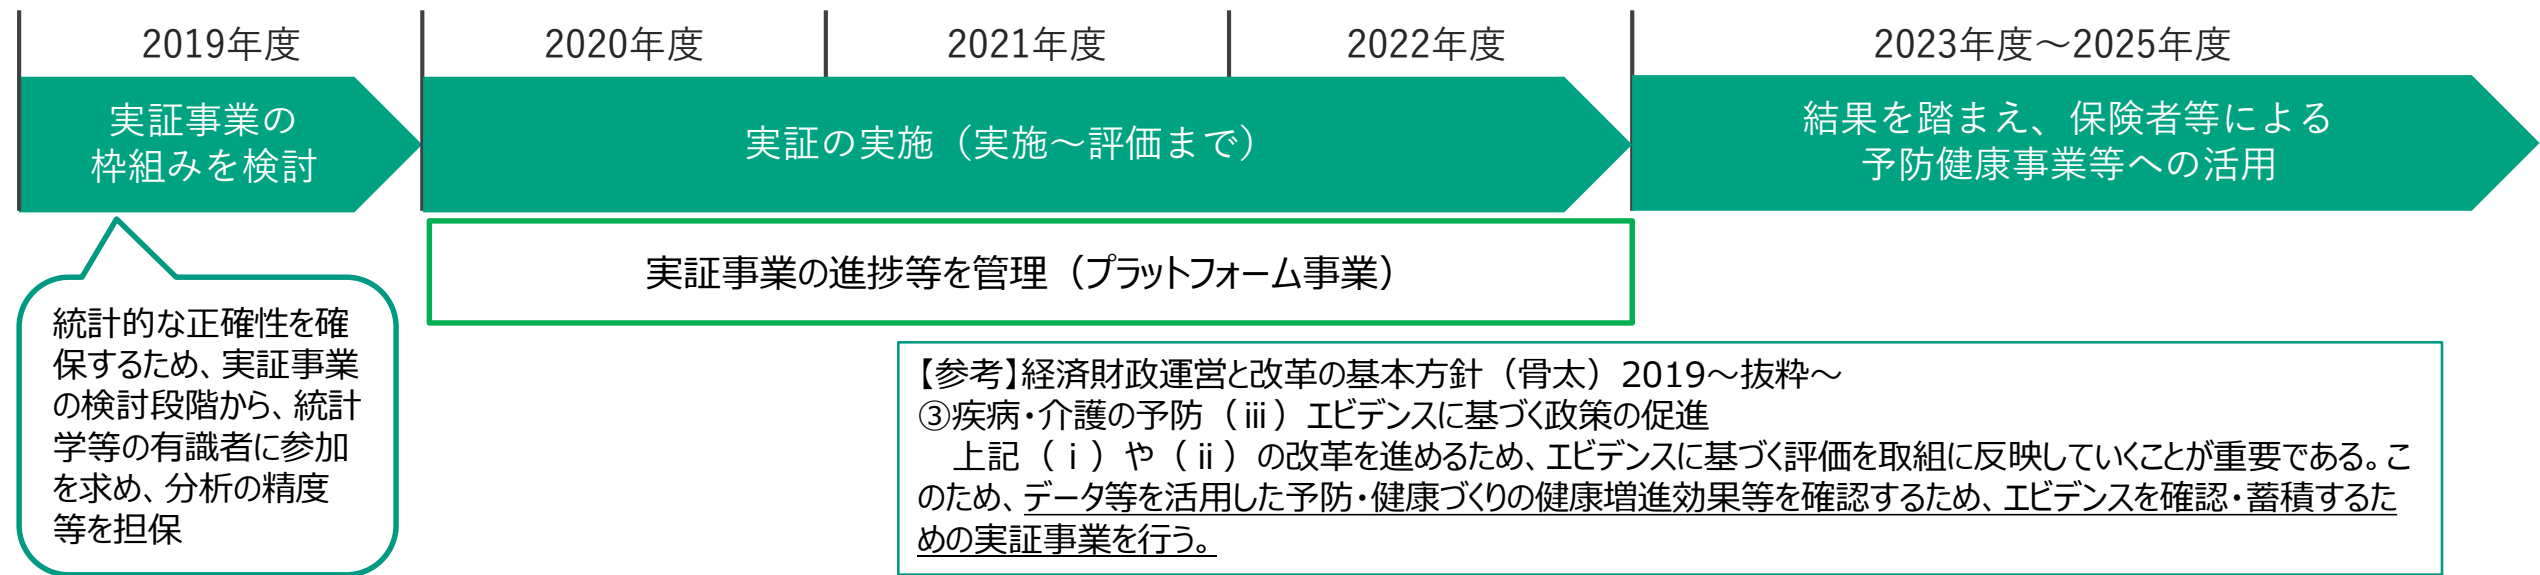 2019年度
2020年度
2021年度
2022年度
2023年度～2025年度
実証事業の
枠組みを検討
実証の実施（実施～評価まで）
結果を踏まえ、保険者等による
予防健康事業等への活用
実証事業の進捗等を管理（プラットフォーム事業）
統計的な正確性を確
保するため、実証事業
の検討段階から、統計
学等の有識者に参加
を求め、分析の精度
等を担保
【参考】経済財政運営と改革の基本方針（骨太）2019～抜粋～
③疾病・介護の予防（ⅲ）エビデンスに基づく政策の促進
上記（ⅰ）や（ⅱ）の改革を進めるため、エビデンスに基づく評価を取組に反映していくことが重要である。こ
のため、データ等を活用した予防・健康づくりの健康増進効果等を確認するため、エビデンスを確認・蓄積するた
めの実証事業を行う。